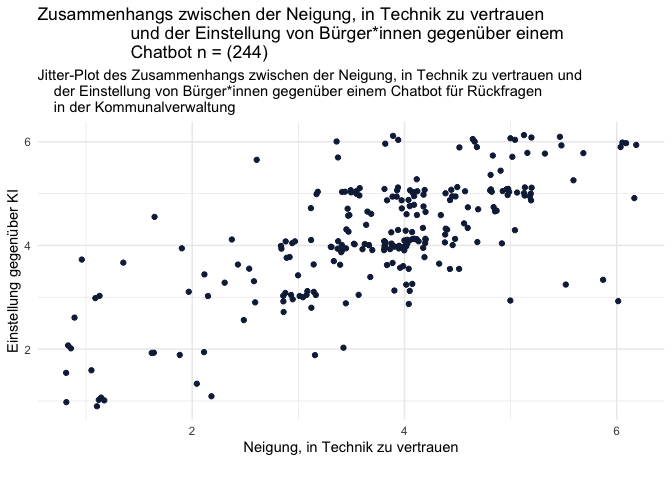 Zusammenhangs zwischen der Neigung, in Technik zu vertrauen
und der Einstellung von Bürger*innen gegenüber einem
Chatbot n = (244)
Jitter-Plot des Zusammenhangs zwischen der Neigung, in Technik zu vertrauen und
der Einstellung von Bürger*innen gegenüber einem Chatbot für Rückfragen
in der Kommunalverwaltung
Einstellung gegenüber KI
6
4
2
2 4 6
Neigung, in Technik zu vertrauen